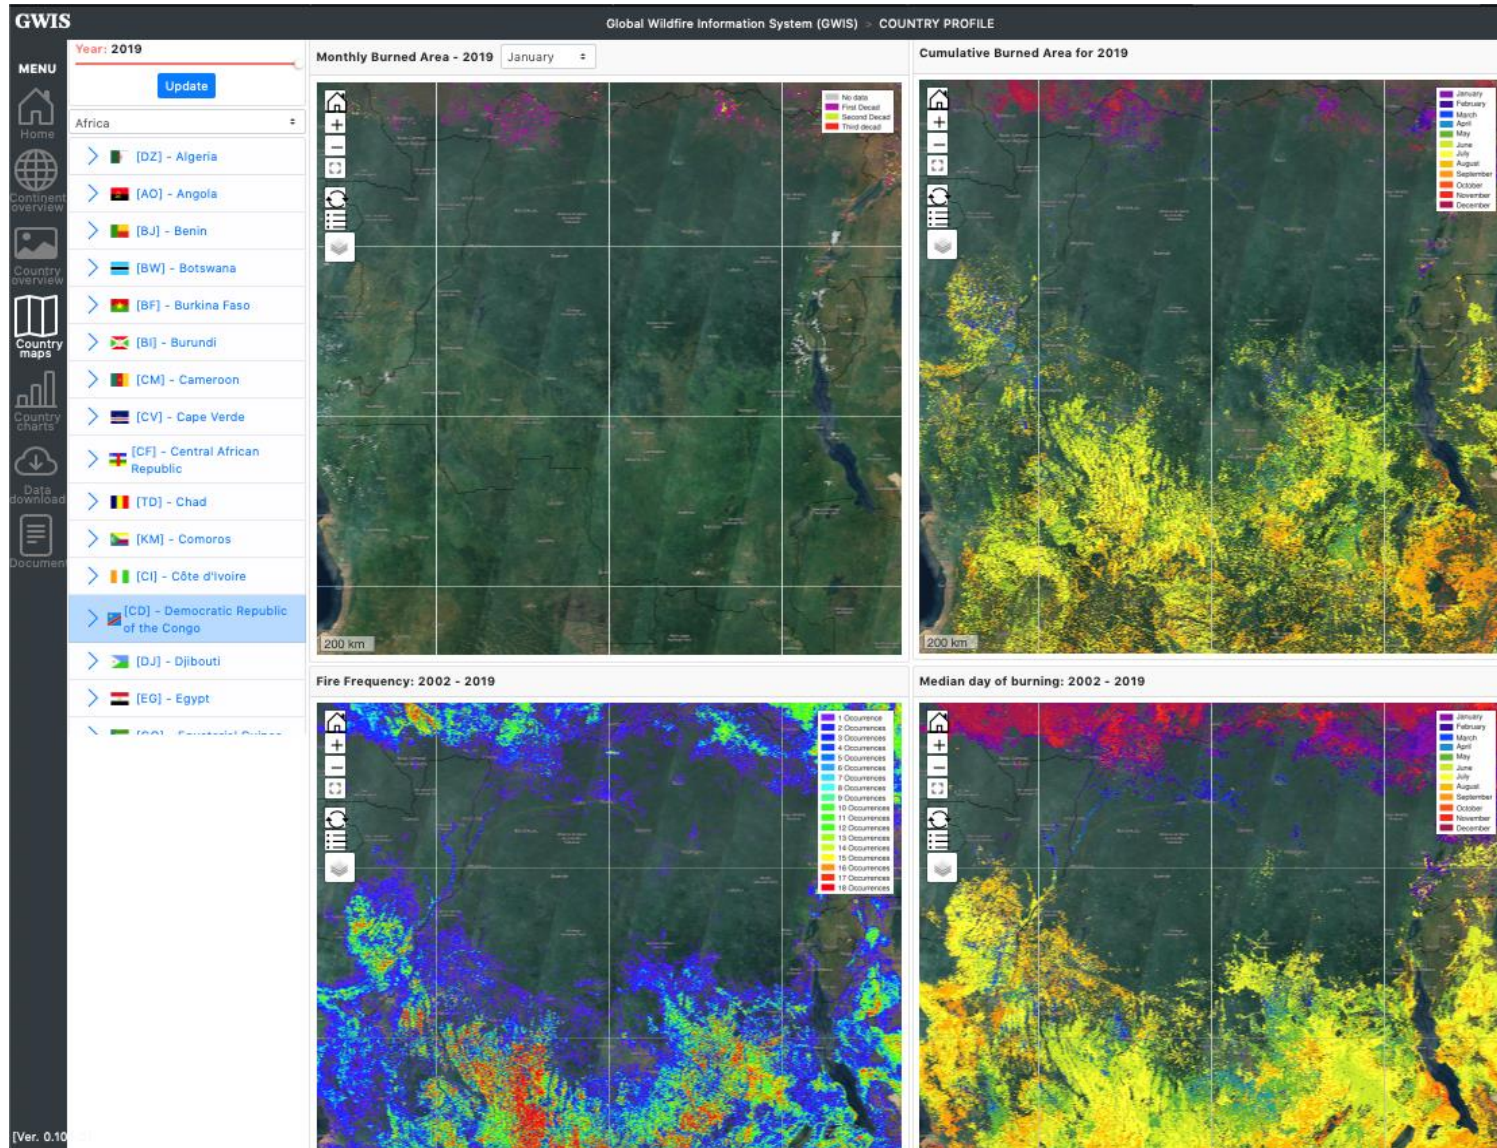 GWIS
Global Wildfire Information System (GWIS) > COUNTRY PROFILE
MENU
Home
Continent
overview
Country
overview
Country
maps
Country
charts
Data
download
Document
[Ver. 0.10
Year: 2019
Update
Africa
[DZ] - Algeria
[AO] - Angola
[BJ] - Benin
[BW] - Botswana
[BF] - Burkina Faso
[BI] - Burundi
[CM] - Cameroon
[CV] - Cape Verde
[CF] - Central African
Republic
[TD] - Chad
[KM] - Comoros
[CI] - Côte d'Ivoire
[CD] - Democratic Republic
of the Congo
[DJ] - Djibouti
[EG] - Egypt
Monthly Burned Area - 2019 January
No data
First Decad
Second Decad
Third decad
200 km
Cumulative Burned Area for 2019
January
February
March
April
May
June
July
August
September
October
November
December
200 km
Fire Frequency: 2002 - 2019
1 Occurrence
2 Occurrences
3 Occurrences
4 Occurrences
5 Occurrences
6 Occurrences
7 Occurrences
8 Occurrences
9 Occurrences
10 Occurrences
11 Occurrences
12 Occurrences
13 Occurrences
14 Occurrences
15 Occurrences
16 Occurrences
17 Occurrences
18 Occurrences
Median day of burning: 2002 - 2019
January
February
March
April
May
June
July
August
September
October
November
December